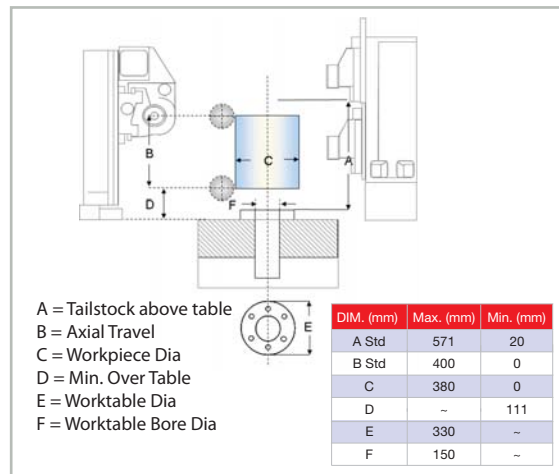 B
C
A
D
F
E
A = Tailstock above table
B = Axial Travel
C = Workpiece Dia
D = Min. Over Table
E = Worktable Dia
F = Worktable Bore Dia
DIM. (mm) Max. (mm) Min. (mm)
A Std 571 20
B Std 400 0
C 380 0
D ~ 111
E 330 ~
F 150 ~